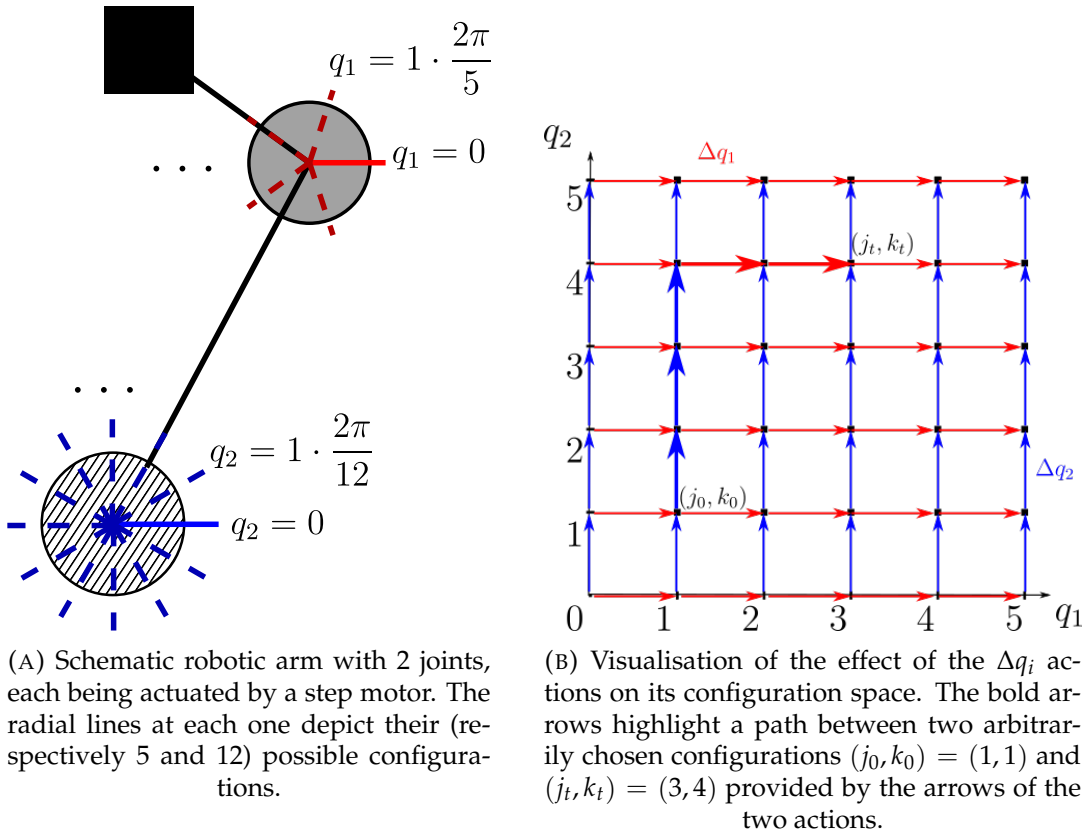 q₁ = 1 · 2π/5
q₁ = 0
. . .
. . .
q₂ = 1 · 2π/12
q₂ = 0
(A) Schematic robotic arm with 2 joints,
each being actuated by a step motor. The
radial lines at each one depict their (re-
spectively 5 and 12) possible configura-
tions.
q₂
Δq₁
5
(jₜ, kₜ)
4
3
2
Δq₂
(j₀, k₀)
1
0 1 2 3 4 5 q₁
(B) Visualisation of the effect of the Δqᵢ ac-
tions on its configuration space. The bold ar-
rows highlight a path between two arbitrar-
ily chosen configurations (j₀, k₀) = (1, 1) and
(jₜ, kₜ) = (3, 4) provided by the arrows of the
two actions.